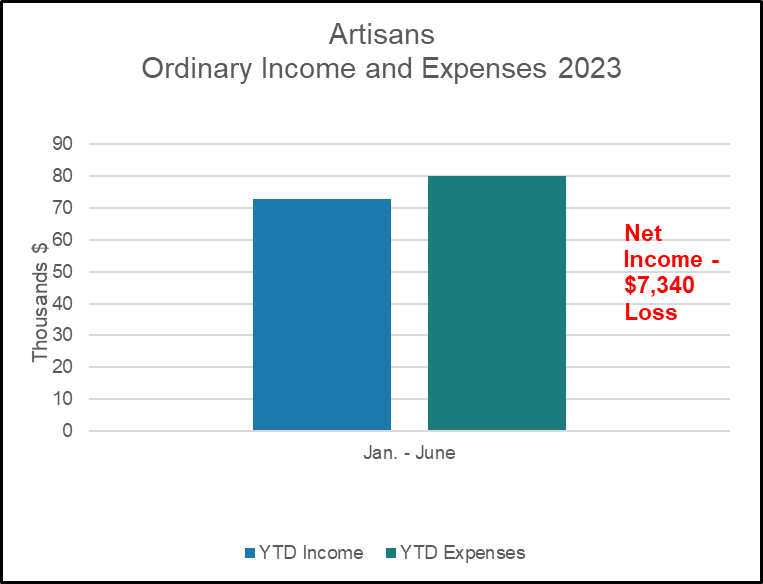 Artisans
Ordinary Income and Expenses 2023
90
80
70
60
50
40
30
20
10
0
Thousands $
Net
Income -
$7,340
Loss
Jan. - June
YTD Income
YTD Expenses